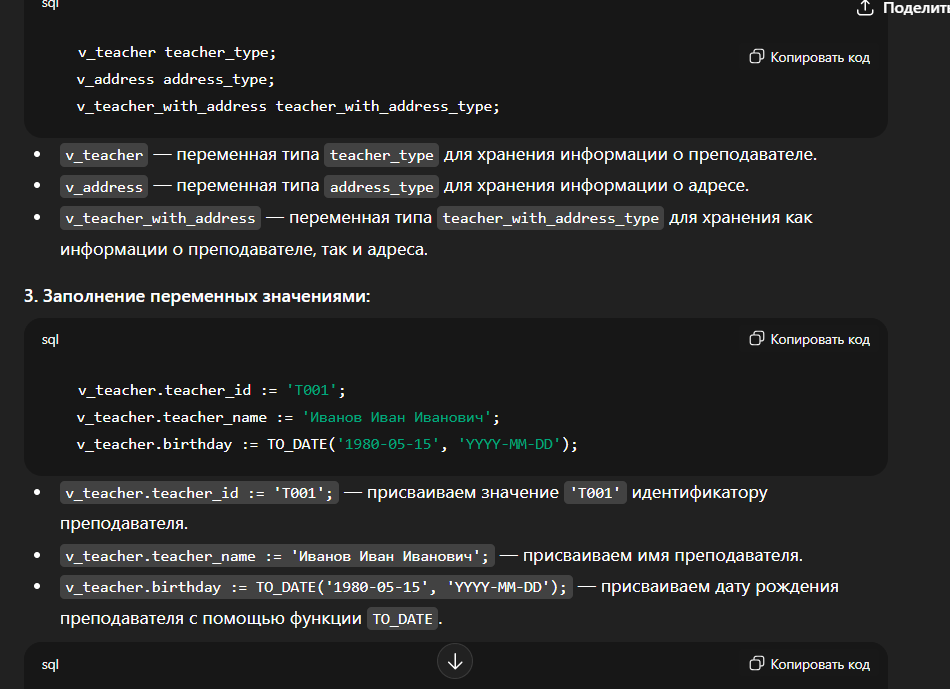 sql
Поделить
v_teacher teacher_type;
Копировать код
v_address address_type;
v_teacher_with_address teacher_with_address_type;
• v_teacher — переменная типа teacher_type для хранения информации о преподавателе.
• v_address — переменная типа address_type для хранения информации о адресе.
• v_teacher_with_address — переменная типа teacher_with_address_type для хранения как
информации о преподавателе, так и адреса.
3. Заполнение переменных значениями:
sql
Копировать код
v_teacher.teacher_id := 'T001';
v_teacher.teacher_name := 'Иванов Иван Иванович';
v_teacher.birthday := TO_DATE('1980-05-15', 'YYYY-MM-DD');
• v_teacher.teacher_id := 'T001'; — присваиваем значение 'T001' идентификатору
преподавателя.
• v_teacher.teacher_name := 'Иванов Иван Иванович'; — присваиваем имя преподавателя.
• v_teacher.birthday := TO_DATE('1980-05-15', 'YYYY-MM-DD'); — присваиваем дату рождения
преподавателя с помощью функции TO_DATE.
sql
Копировать код